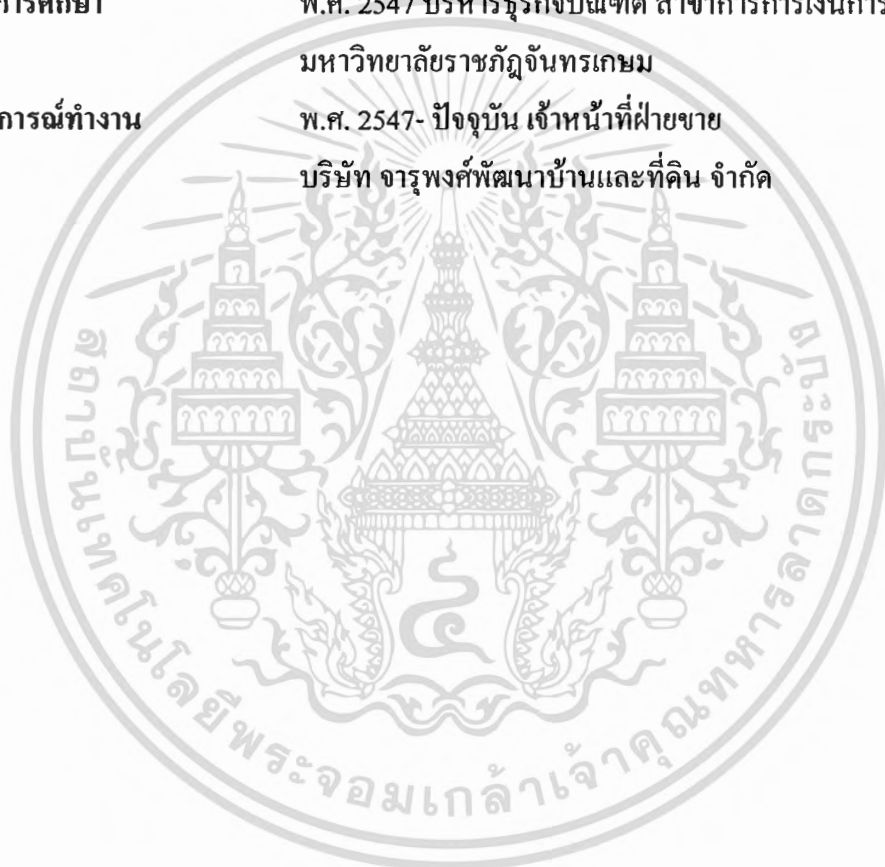 การศึกษา พ.ศ. 2547 บริหารธุรกิจบัณฑิต สาขาการการเงินการ
มหาวิทยาลัยราชภัฏจันทรเกษม
การณ์ทำงาน พ.ศ. 2547- ปัจจุบัน เจ้าหน้าที่ฝ่ายขาย
บริษัท จารุพงศ์พัฒนาบ้านและที่ดิน จำกัด
สถาบันเทคโนโลยีพระจอมเกล้าเจ้าคุณทหารลาดกระบัง
๔